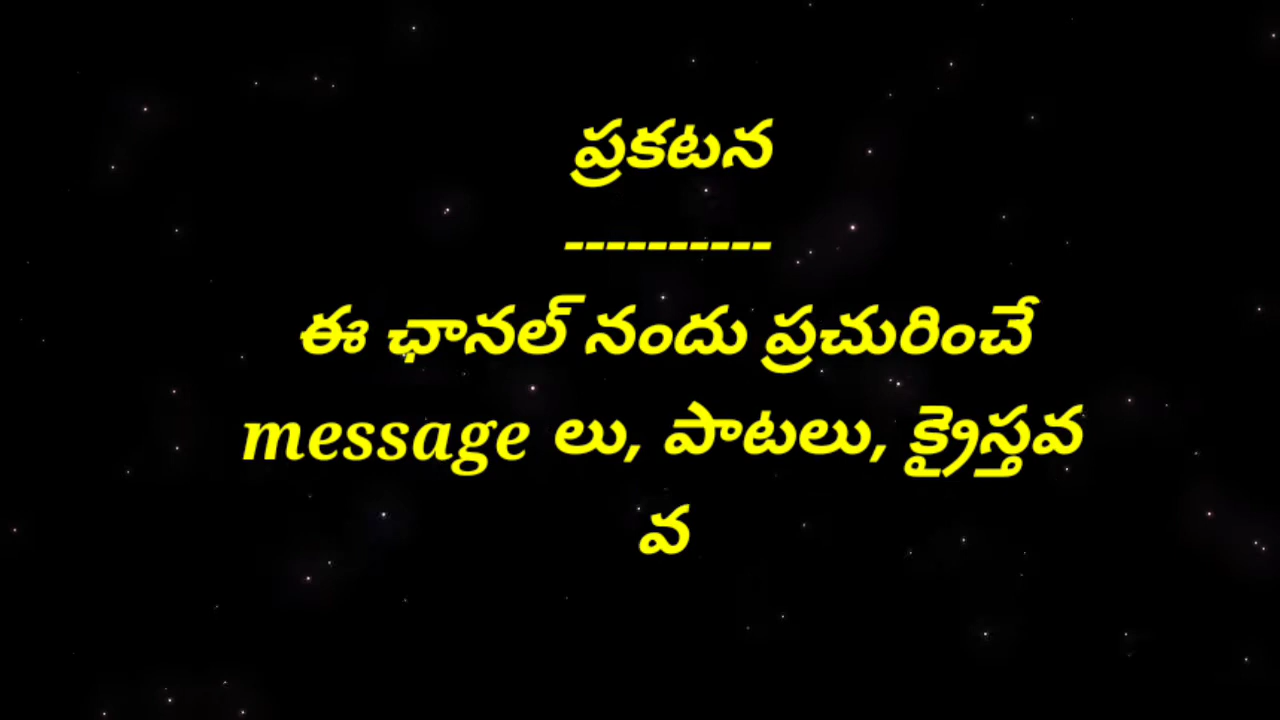 ప్రకటన
----------
ఈ ఛానల్ నందు ప్రచురించే
message లు, పాటలు, క్రైస్తవ
వ